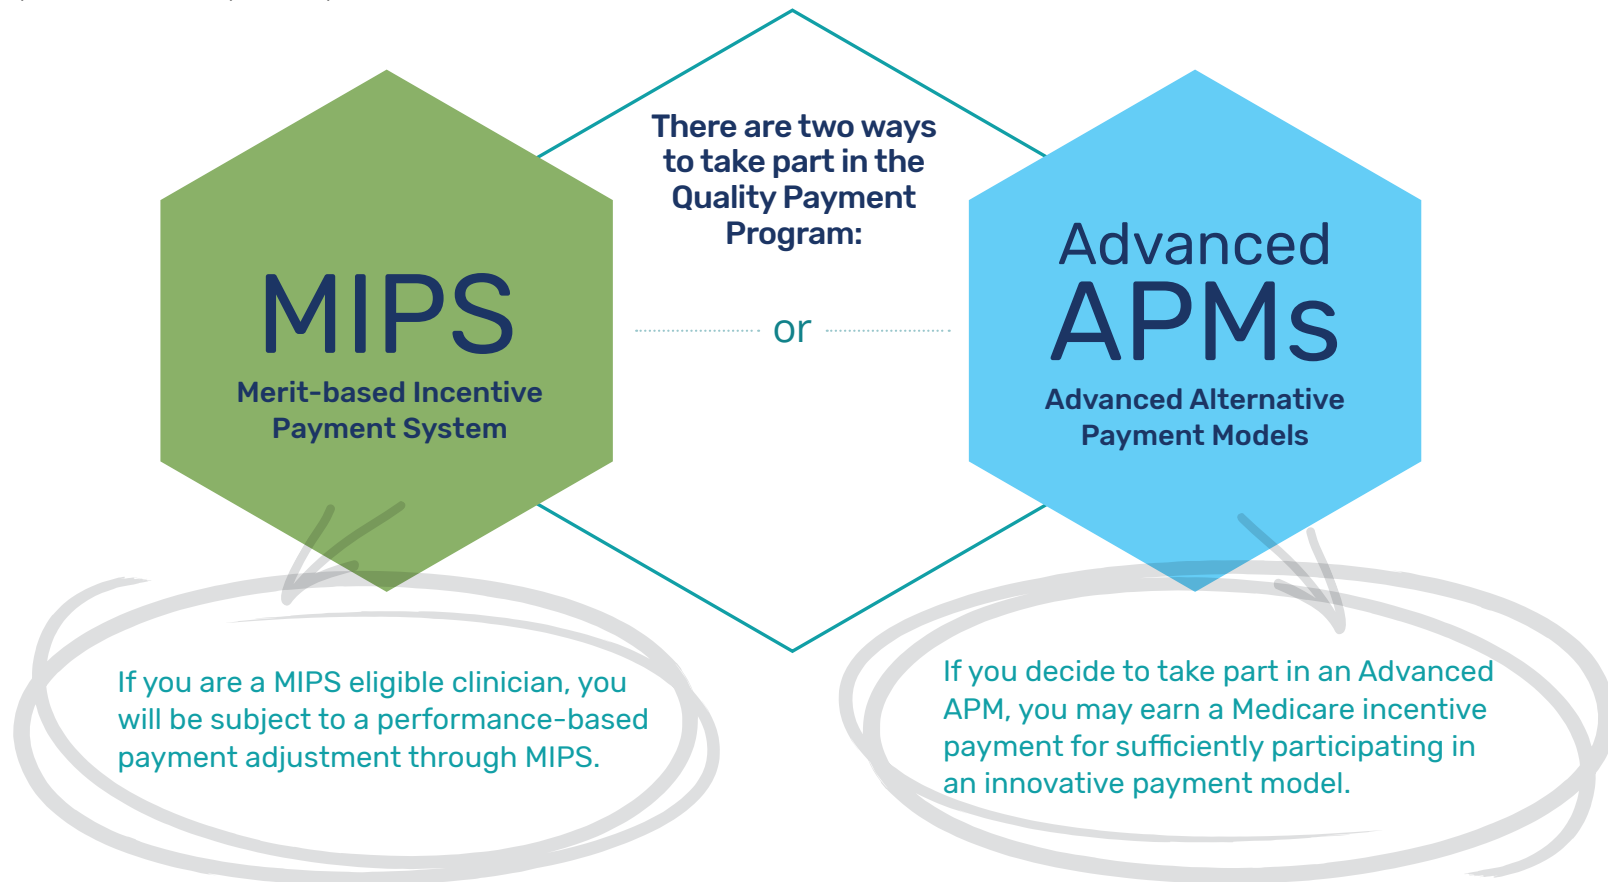 There are two ways
to take part in the
Quality Payment
Program:
MIPS
Merit-based Incentive
Payment System
or
Advanced
APMs
Advanced Alternative
Payment Models
If you are a MIPS eligible clinician, you
will be subject to a performance-based
payment adjustment through MIPS.
If you decide to take part in an Advanced
APM, you may earn a Medicare incentive
payment for sufficiently participating in
an innovative payment model.